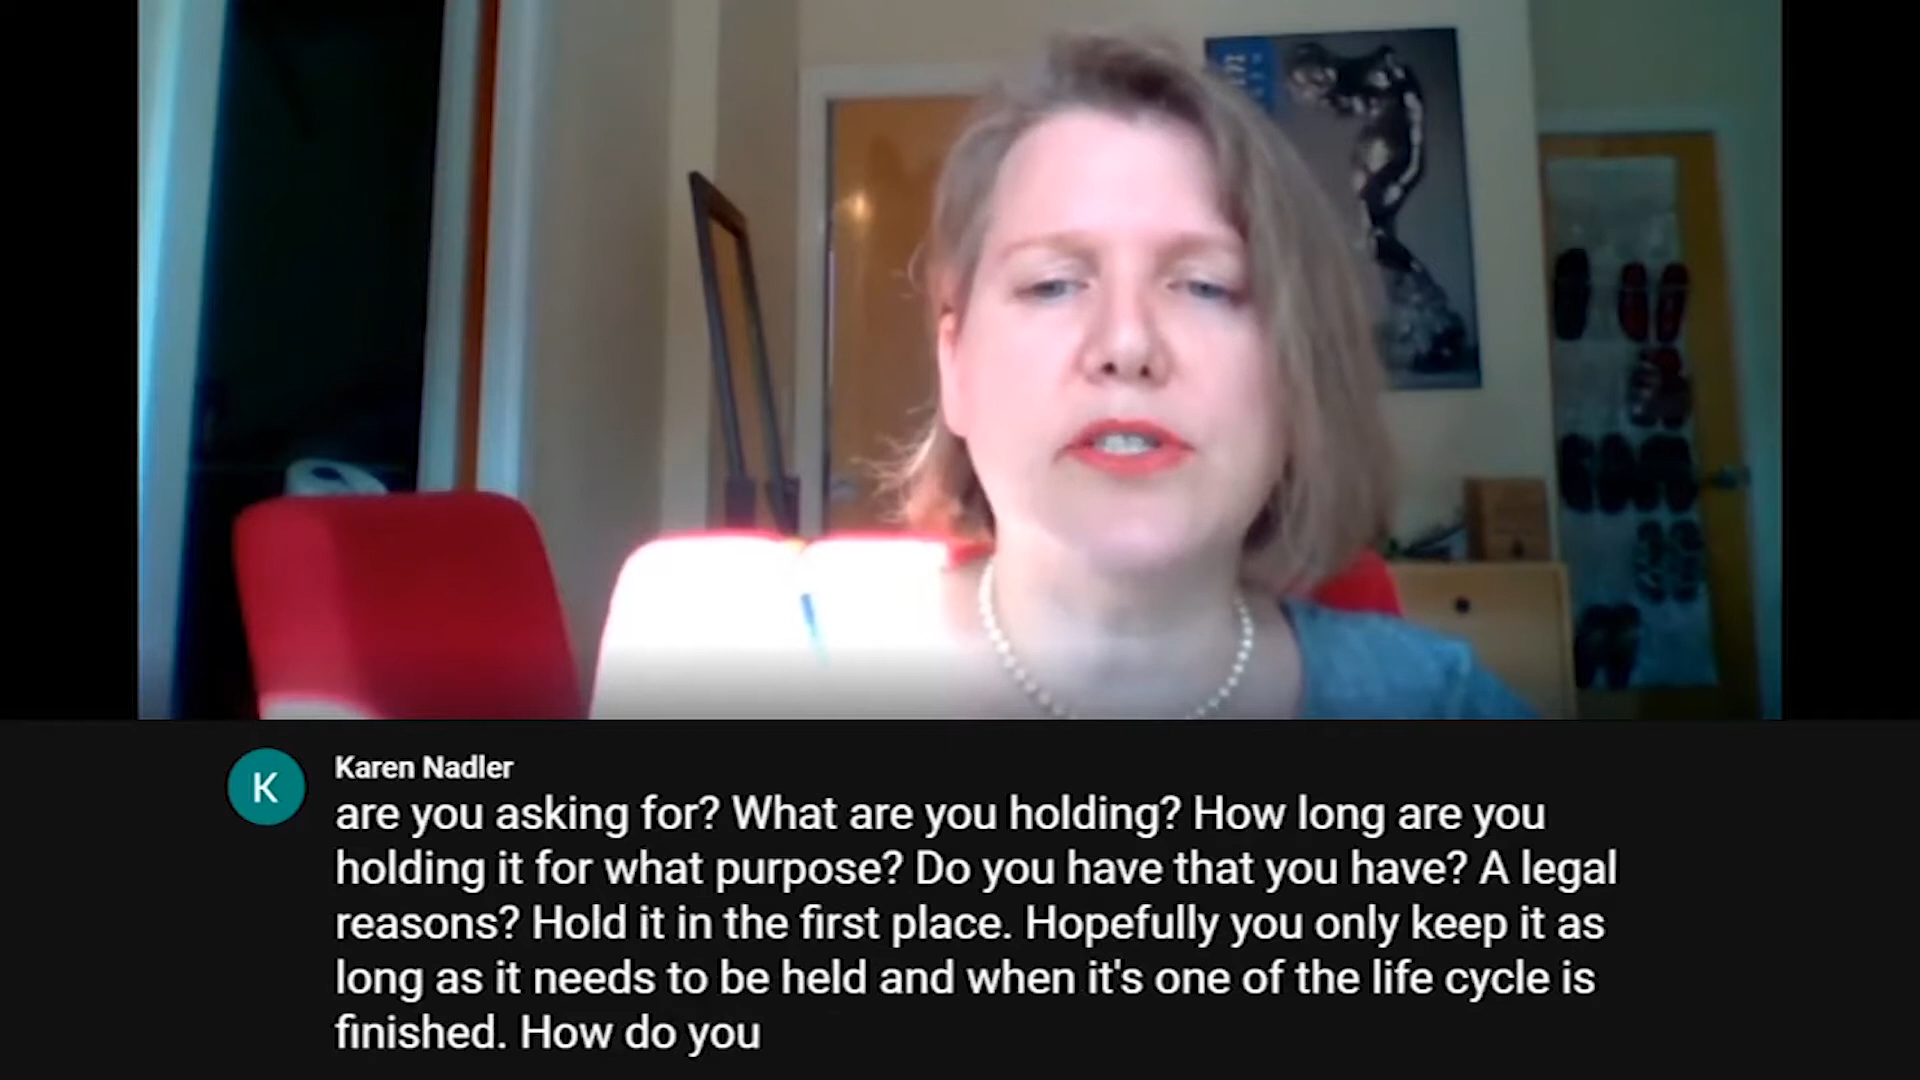 Karen Nadler
K
are you asking for? What are you holding? How long are you
holding it for what purpose? Do you have that you have? A legal
reasons? Hold it in the first place. Hopefully you only keep it as
long as it needs to be held and when it's one of the life cycle is
finished. How do you